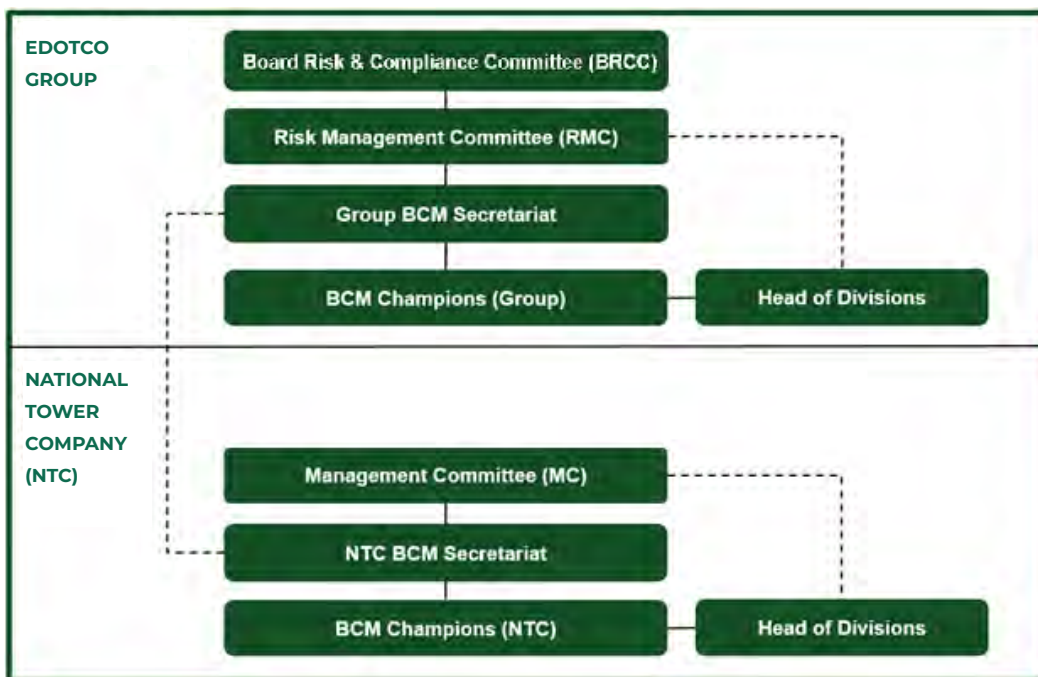 EDOTCO
GROUP
Board Risk & Compliance Committee (BRCC)
Risk Management Committee (RMC)
Group BCM Secretariat
BCM Champions (Group)
Head of Divisions
NATIONAL
TOWER
COMPANY
(NTC)
Management Committee (MC)
NTC BCM Secretariat
BCM Champions (NTC)
Head of Divisions